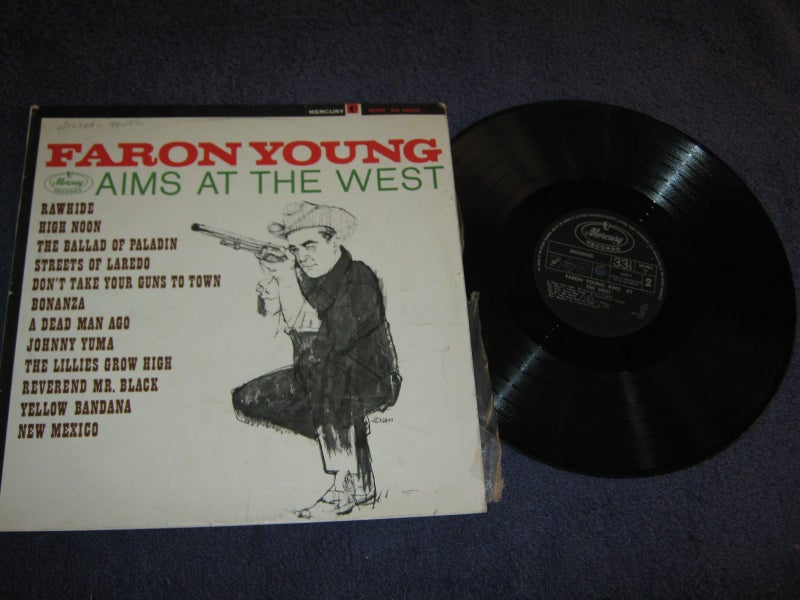 MERCURY
FARON YOUNG
Mercury
RECORDS
AIMS AT THE WEST
RAWHIDE
HIGH NOON
THE BALLAD OF PALADIN
STREETS OF LAREDO
DON'T TAKE YOUR GUNS TO TOWN
BONANZA
A DEAD MAN AGO
JOHNNY YUMA
THE LILLIES GROW HIGH
REVEREND MR. BLACK
YELLOW BANDANA
NEW MEXICO
Mercury
RECORDS
33⅓
2
FARON YOUNG AIMS AT
THE WEST